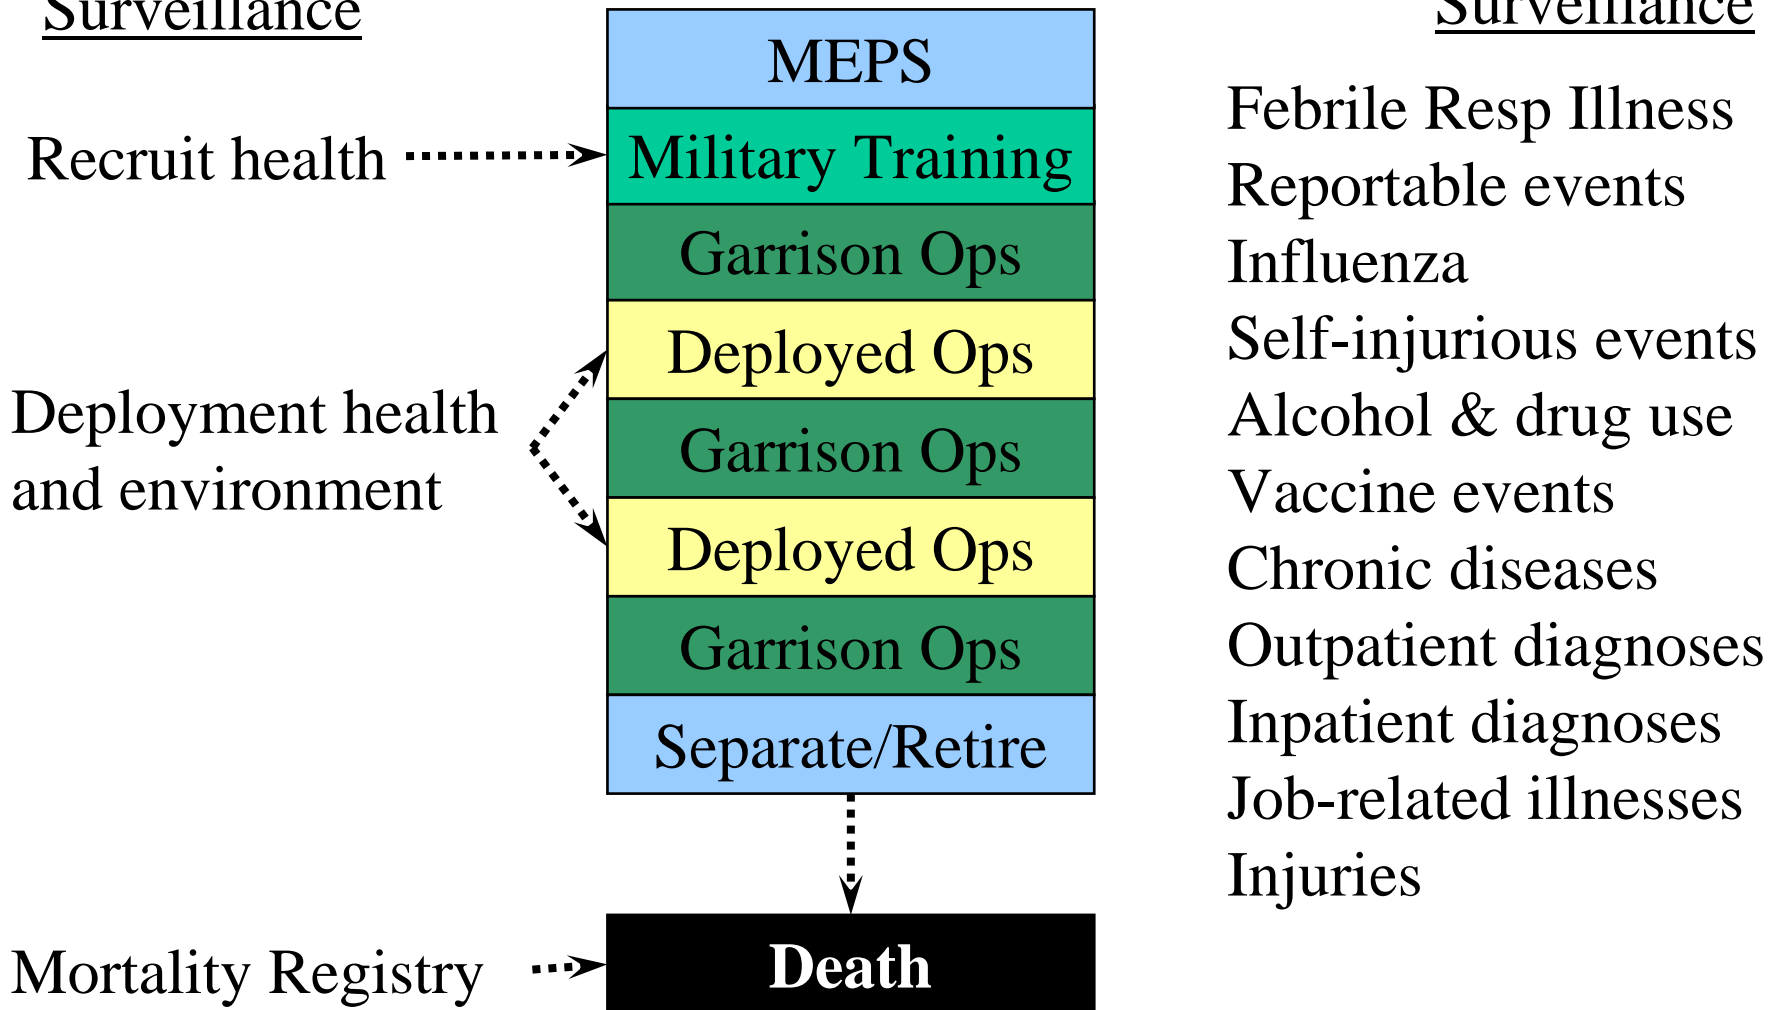 Surveillance
Recruit health
Deployment health
and environment
Mortality Registry
MEPS
Military Training
Garrison Ops
Deployed Ops
Garrison Ops
Deployed Ops
Garrison Ops
Separate/Retire
Death
Surveillance
Febrile Resp Illness
Reportable events
Influenza
Self-injurious events
Alcohol & drug use
Vaccine events
Chronic diseases
Outpatient diagnoses
Inpatient diagnoses
Job-related illnesses
Injuries